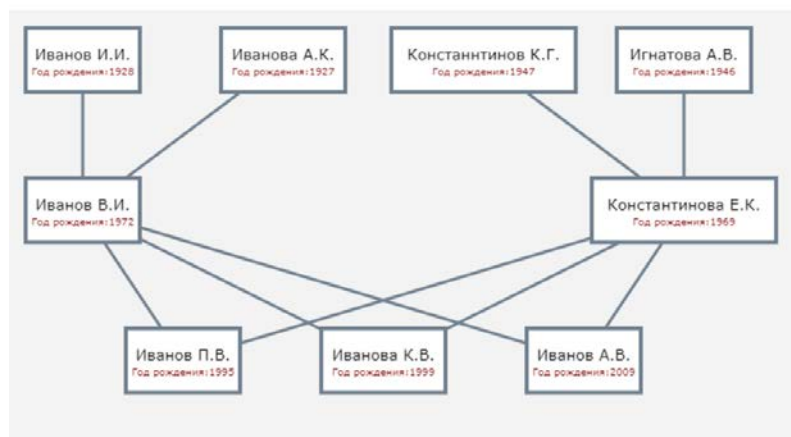 Иванов И.И.
Год рождения:1928
Иванова А.К.
Год рождения:1927
Констаннтинов К.Г.
Год рождения:1947
Игнатова А.В.
Год рождения:1946
Иванов В.И.
Год рождения:1972
Константинова Е.К.
Год рождения:1969
Иванов П.В.
Год рождения:1995
Иванова К.В.
Год рождения:1999
Иванов А.В.
Год рождения:2009